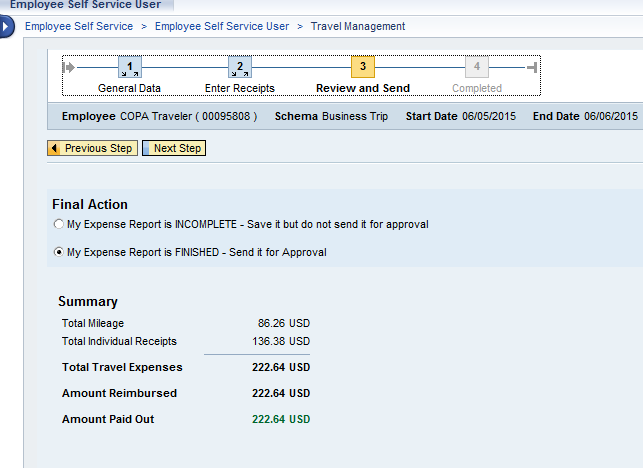 Employee Self Service User
Employee Self Service > Employee Self Service User > Travel Management
1 2 3 4
General Data Enter Receipts Review and Send Completed
Employee COPA Traveler ( 00095808 ) Schema Business Trip Start Date 06/05/2015 End Date 06/06/2015
Previous Step Next Step
Final Action
My Expense Report is INCOMPLETE - Save it but do not send it for approval
My Expense Report is FINISHED - Send it for Approval
Summary
Total Mileage 86.26 USD
Total Individual Receipts 136.38 USD
Total Travel Expenses 222.64 USD
Amount Reimbursed 222.64 USD
Amount Paid Out 222.64 USD